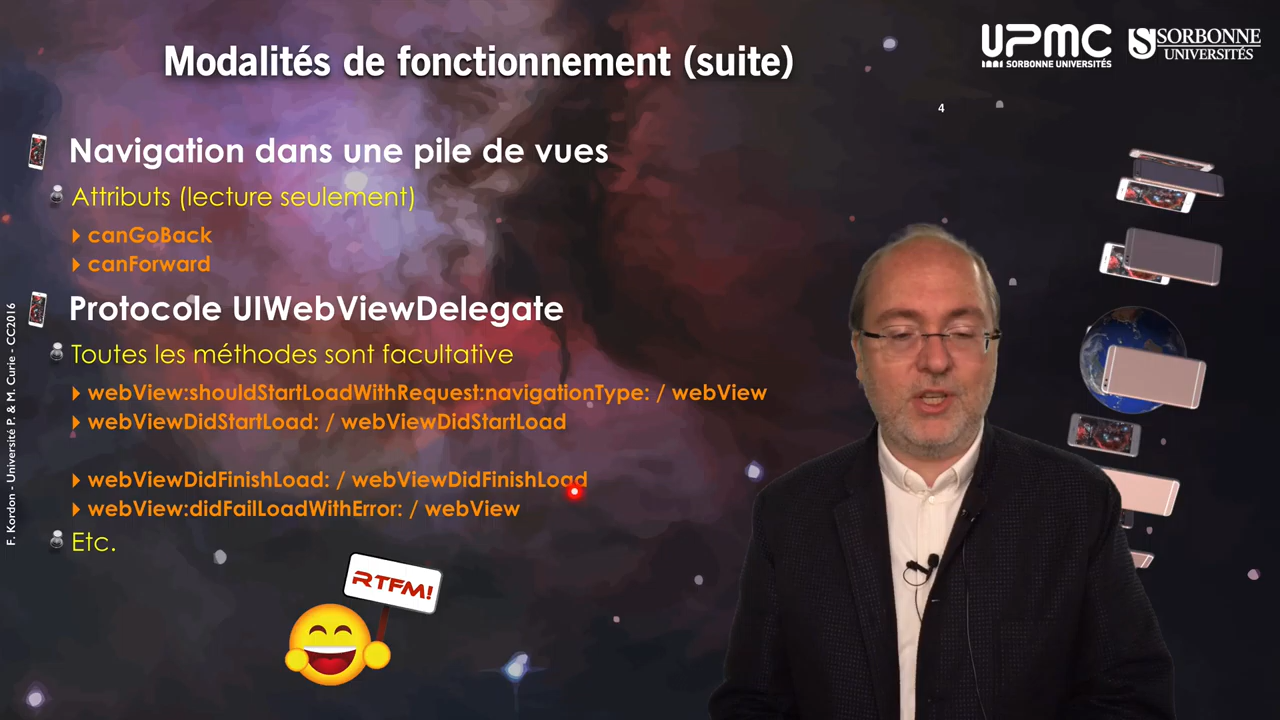 Modalités de fonctionnement (suite)
UPMC
SORBONNE UNIVERSITÉS
S SORBONNE
UNIVERSITÉS
4
Navigation dans une pile de vues
Attributs (lecture seulement)
canGoBack
canForward
Protocole UIWebViewDelegate
Toutes les méthodes sont facultative
webView:shouldStartLoadWithRequest:navigationType: / webView
webViewDidStartLoad: / webViewDidStartLoad
webViewDidFinishLoad: / webViewDidFinishLoad
webView:didFailLoadWithError: / webView
Etc.
RTFM!
F. Kordon - Université P. & M. Curie - CC2016